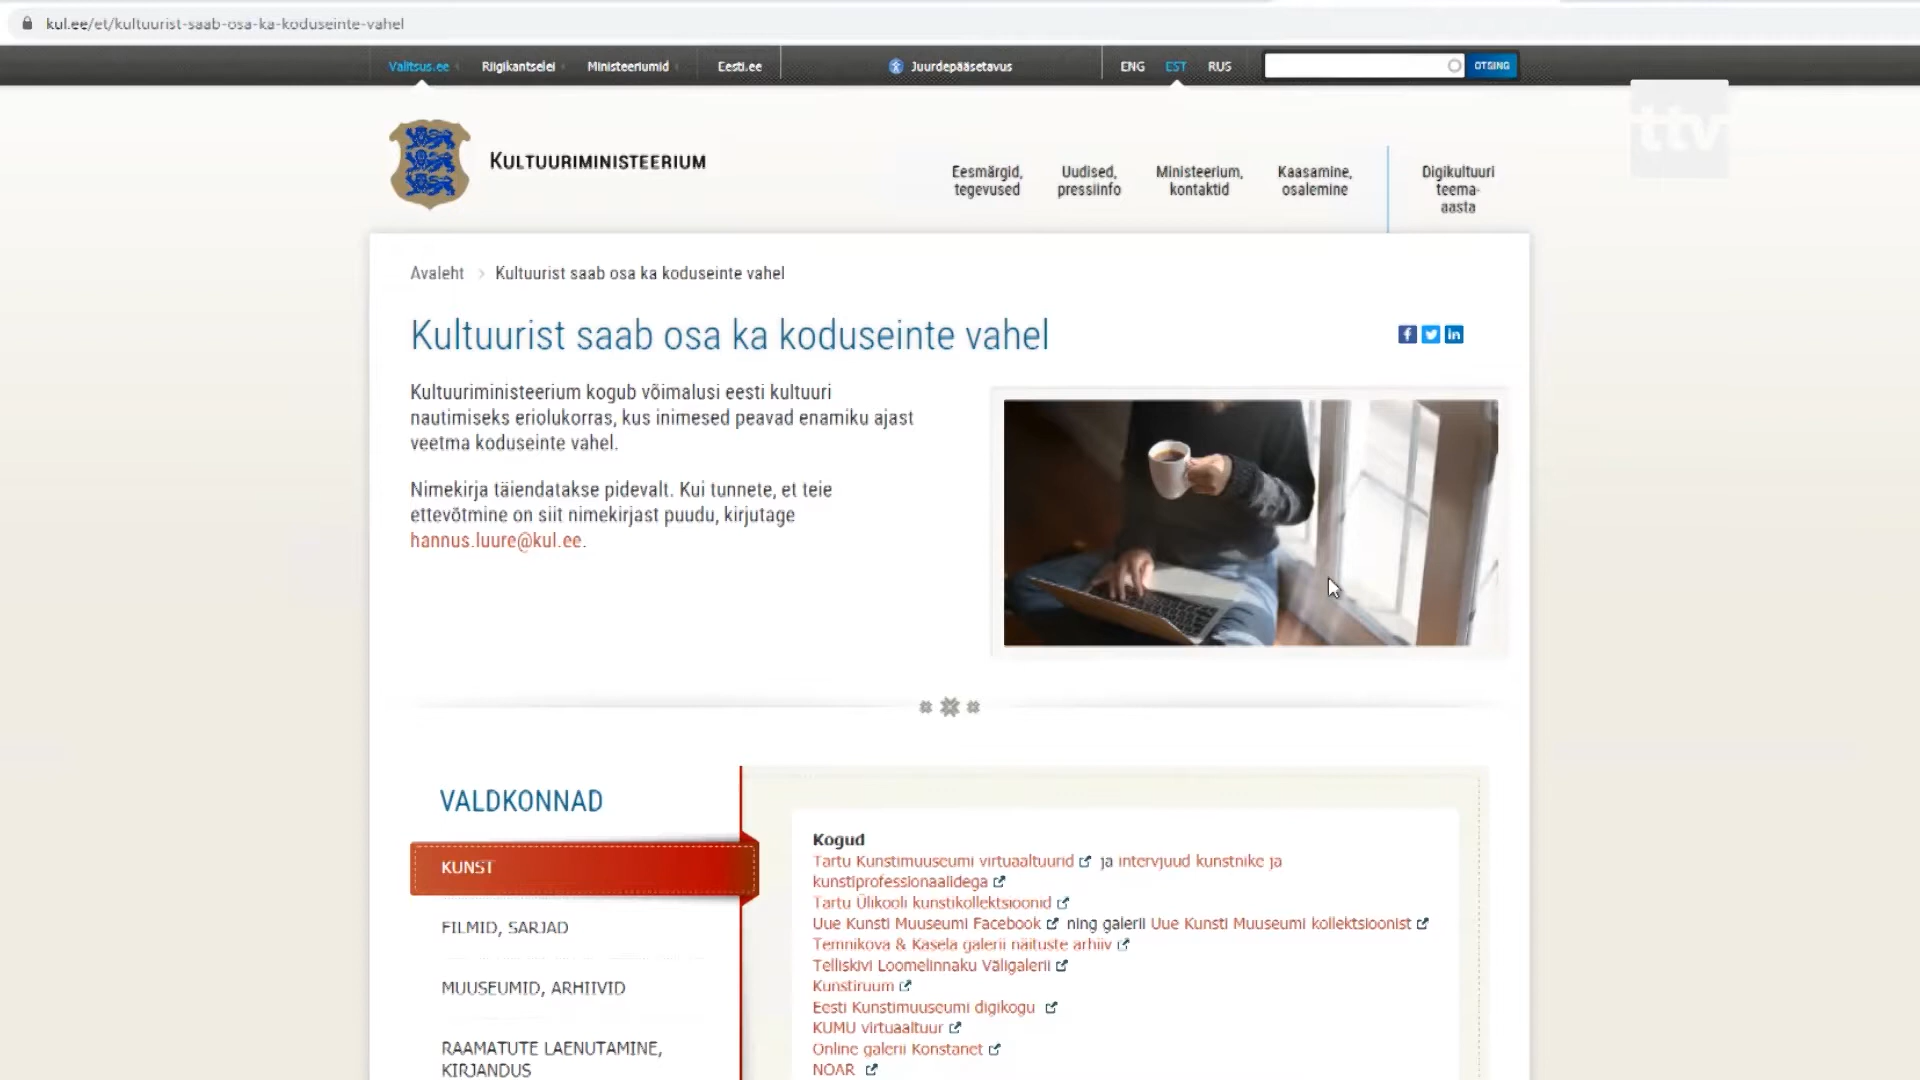 kul.ee/et/kultuurist-saab-osa-ka-koduseinte-vahel
Valitsus.ee
Riigikantselei
Ministeeriumid
Eesti.ee
Juurdepääsetavus
ENG
EST
RUS
OTSING
ttv
KULTUURIMINISTEERIUM
Eesmärgid,
tegevused
Uudised,
pressiinfo
Ministeerium,
kontaktid
Kaasamine,
osalemine
Digikultuuri
teema-
aasta
Avaleht > Kultuurist saab osa ka koduseinte vahel
Kultuurist saab osa ka koduseinte vahel
Kultuuriministeerium kogub võimalusi eesti kultuuri
nautimiseks eriolukorras, kus inimesed peavad enamiku ajast
veetma koduseinte vahel.
Nimekirja täiendatakse pidevalt. Kui tunnete, et teie
ettevõtmine on siit nimekirjast puudu, kirjutage
hannus.luure@kul.ee.
VALDKONNAD
KUNST
FILMID, SARJAD
MUUSEUMID, ARHIIVID
RAAMATUTE LAENUTAMINE,
KIRJANDUS
Kogud
Tartu Kunstimuuseumi virtuaaltuurid ja intervjuud kunstnike ja
kunstiprofessionaalidega
Tartu Ülikooli kunstikollektsioonid
Uue Kunsti Muuseumi Facebook ning galerii Uue Kunsti Muuseumi kollektsioonist
Temnikova & Kasela galerii näituste arhiiv
Telliskivi Loomelinnaku Väligalerii
Kunstiruum
Eesti Kunstimuuseumi digikogu
KUMU virtuaaltuur
Online galerii Konstanet
NOAR